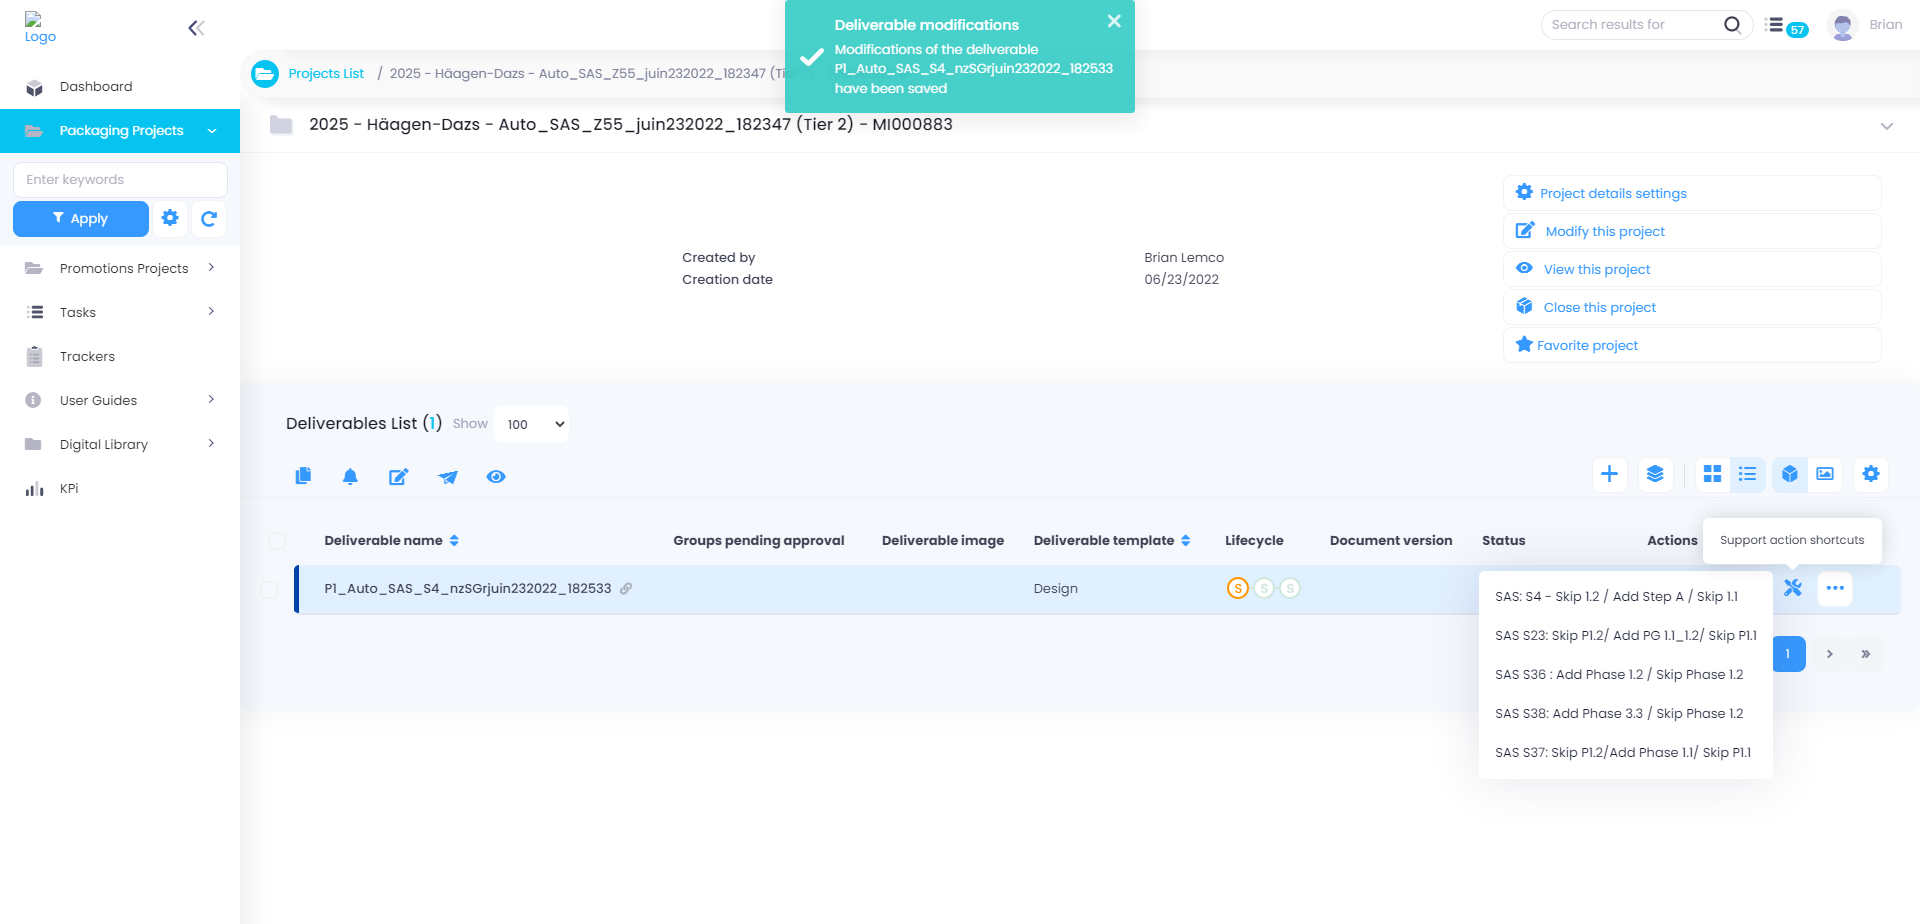 Logo
Deliverable modifications
Modifications of the deliverable
P1_Auto_SAS_S4_nzSGrjuin232022_182533
have been saved
Search results for
57
Brian
Projects List / 2025 - Häagen-Dazs - Auto_SAS_Z55_juin232022_182347 (Tier
2025 - Häagen-Dazs - Auto_SAS_Z55_juin232022_182347 (Tier 2) - MI000883
Dashboard
Packaging Projects
Enter keywords
Apply
Promotions Projects
Tasks
Trackers
User Guides
Digital Library
KPi
Created by Brian Lemco
Creation date 06/23/2022
Project details settings
Modify this project
View this project
Close this project
Favorite project
Deliverables List (1) Show 100
Deliverable name Groups pending approval Deliverable image Deliverable template Lifecycle Document version Status Actions
Support action shortcuts
P1_Auto_SAS_S4_nzSGrjuin232022_182533 Design S S S
SAS: S4 - Skip 1.2 / Add Step A / Skip 1.1
SAS S23: Skip P1.2/ Add PG 1.1_1.2/ Skip P1.1
SAS S36 : Add Phase 1.2 / Skip Phase 1.2
SAS S38: Add Phase 3.3 / Skip Phase 1.2
SAS S37: Skip P1.2/Add Phase 1.1/ Skip P1.1
1 › »